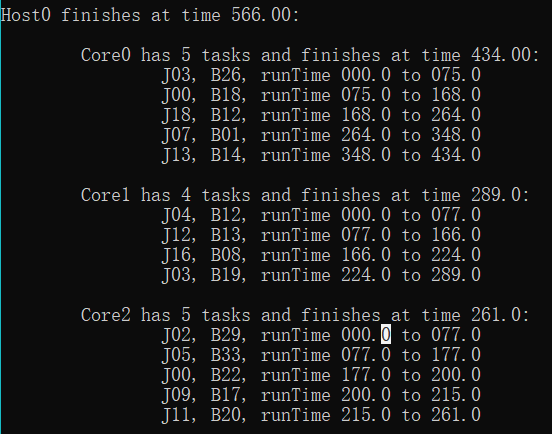 Host0 finishes at time 566.00:
Core0 has 5 tasks and finishes at time 434.00:
J03, B26, runTime 000.0 to 075.0
J00, B18, runTime 075.0 to 168.0
J18, B12, runTime 168.0 to 264.0
J07, B01, runTime 264.0 to 348.0
J13, B14, runTime 348.0 to 434.0
Core1 has 4 tasks and finishes at time 289.0:
J04, B12, runTime 000.0 to 077.0
J12, B13, runTime 077.0 to 166.0
J16, B08, runTime 166.0 to 224.0
J03, B19, runTime 224.0 to 289.0
Core2 has 5 tasks and finishes at time 261.0:
J02, B29, runTime 000.0 to 077.0
J05, B33, runTime 077.0 to 177.0
J00, B22, runTime 177.0 to 200.0
J09, B17, runTime 200.0 to 215.0
J11, B20, runTime 215.0 to 261.0